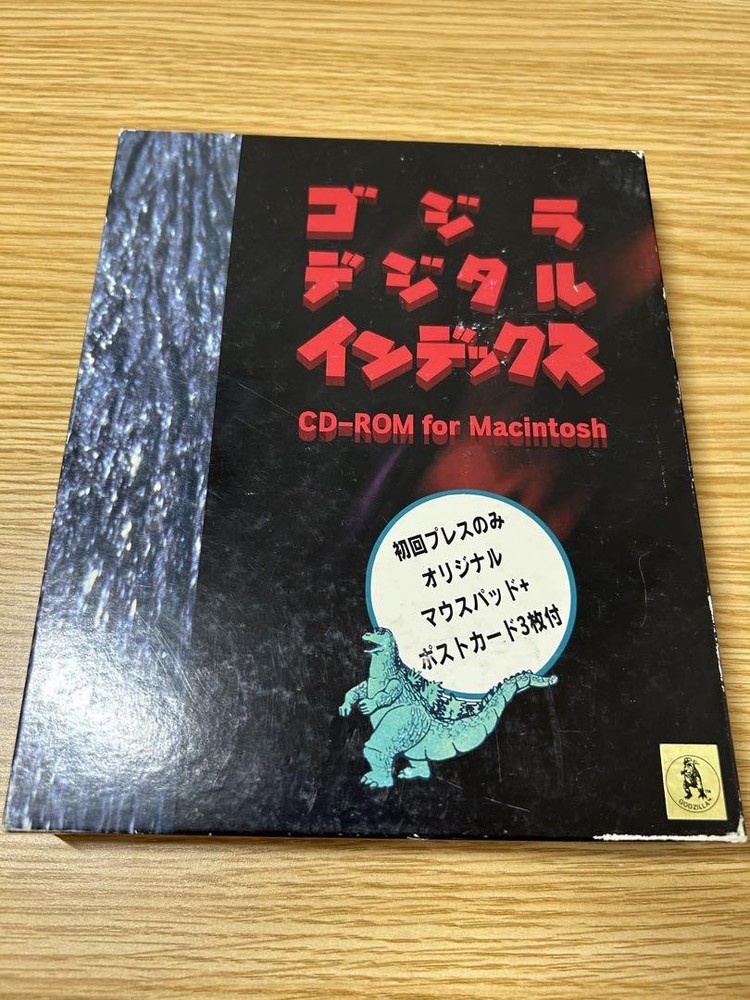 ゴジラ
デジタル
インデックス
CD-ROM for Macintosh
初回プレスのみ
オリジナル
マウスパッド+
ポストカード3枚付
GODZILLA